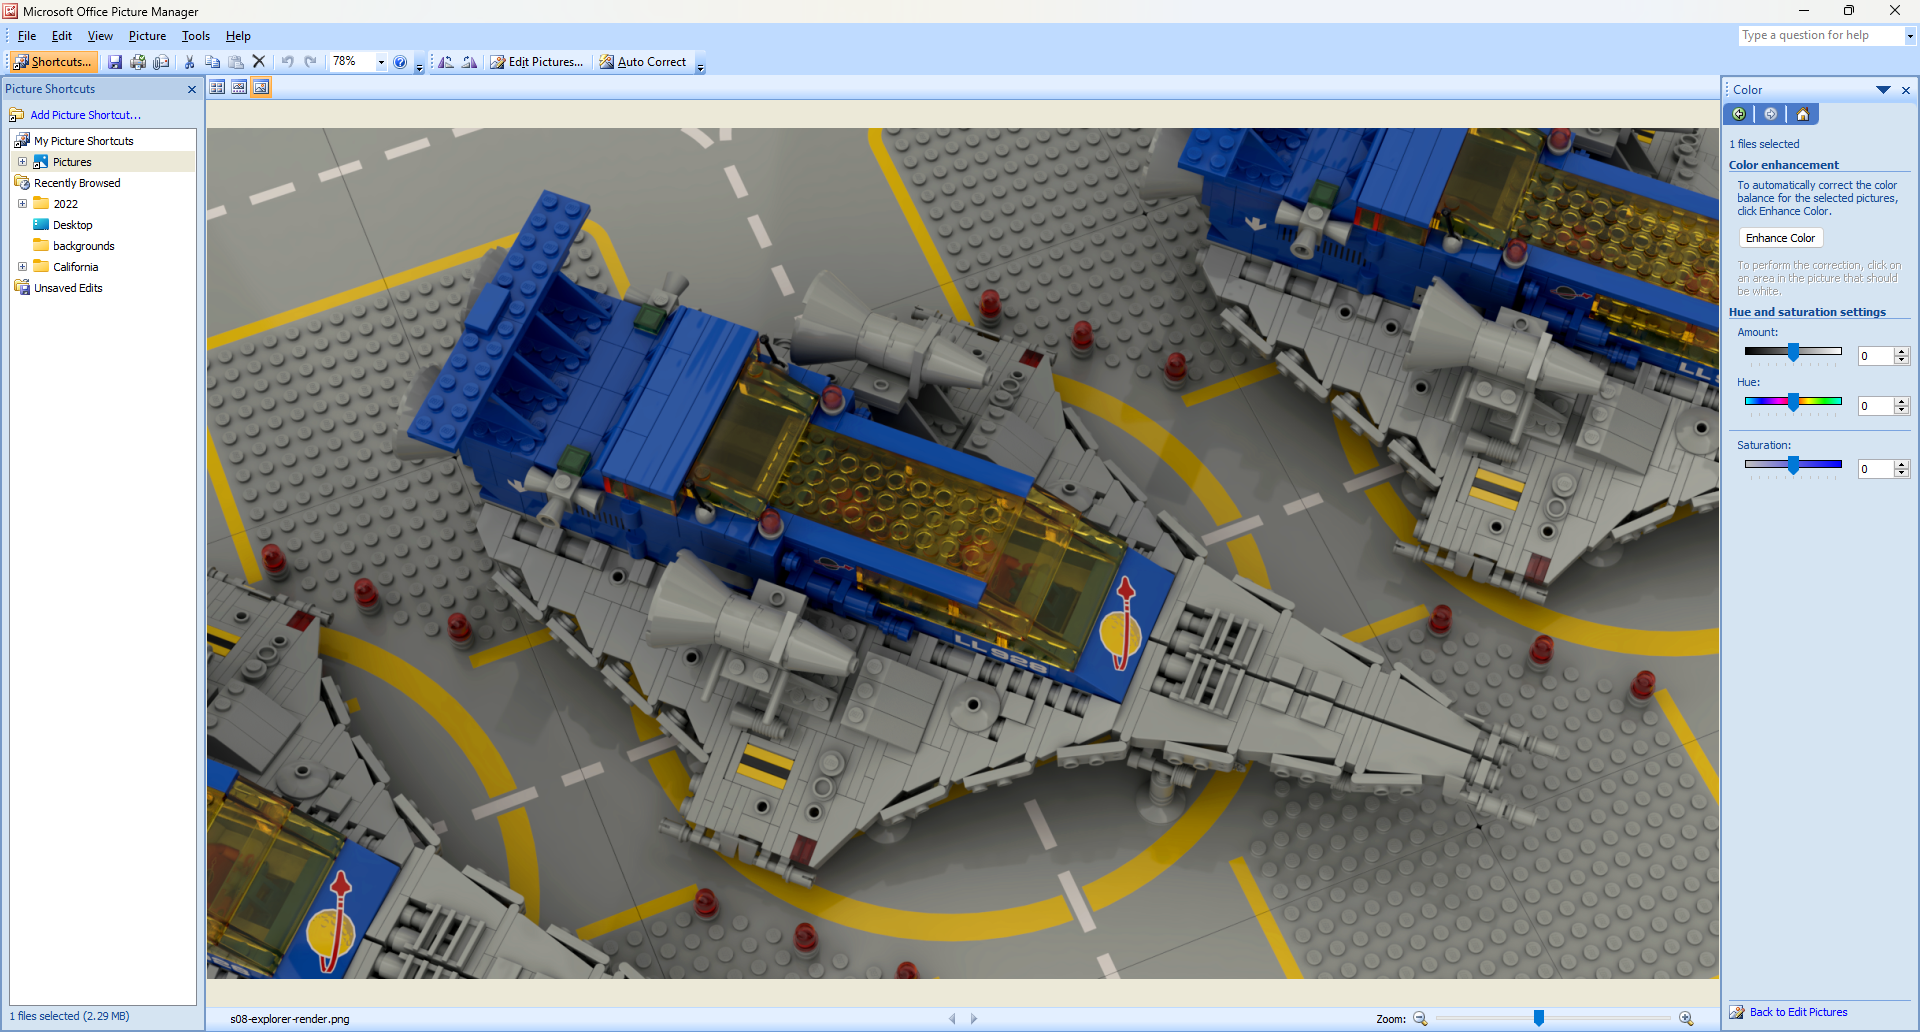 Microsoft Office Picture Manager
File Edit View Picture Tools Help
Type a question for help
Shortcuts... 78% Edit Pictures... Auto Correct
Picture Shortcuts
Add Picture Shortcut...
My Picture Shortcuts
Pictures
Recently Browsed
2022
Desktop
backgrounds
California
Unsaved Edits
1 files selected (2.29 MB)
LL928
s08-explorer-render.png
Zoom:
Color
1 files selected
Color enhancement
To automatically correct the color
balance for the selected pictures,
click Enhance Color.
Enhance Color
To perform the correction, click on
an area in the picture that should
be white.
Hue and saturation settings
Amount:
0
Hue:
0
Saturation:
0
Back to Edit Pictures